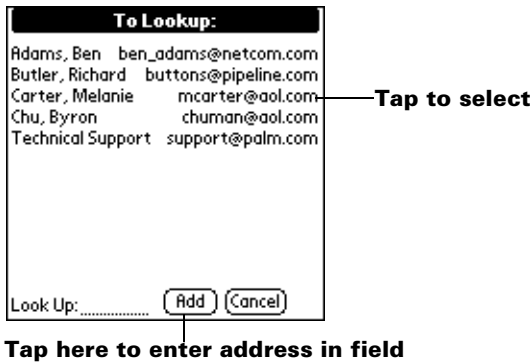 To Lookup:
Adams, Ben ben_adams@netcom.com
Butler, Richard buttons@pipeline.com
Carter, Melanie mcarter@aol.com
Tap to select
Chu, Byron chuman@aol.com
Technical Support support@palm.com
Look Up: Add Cancel
Tap here to enter address in field